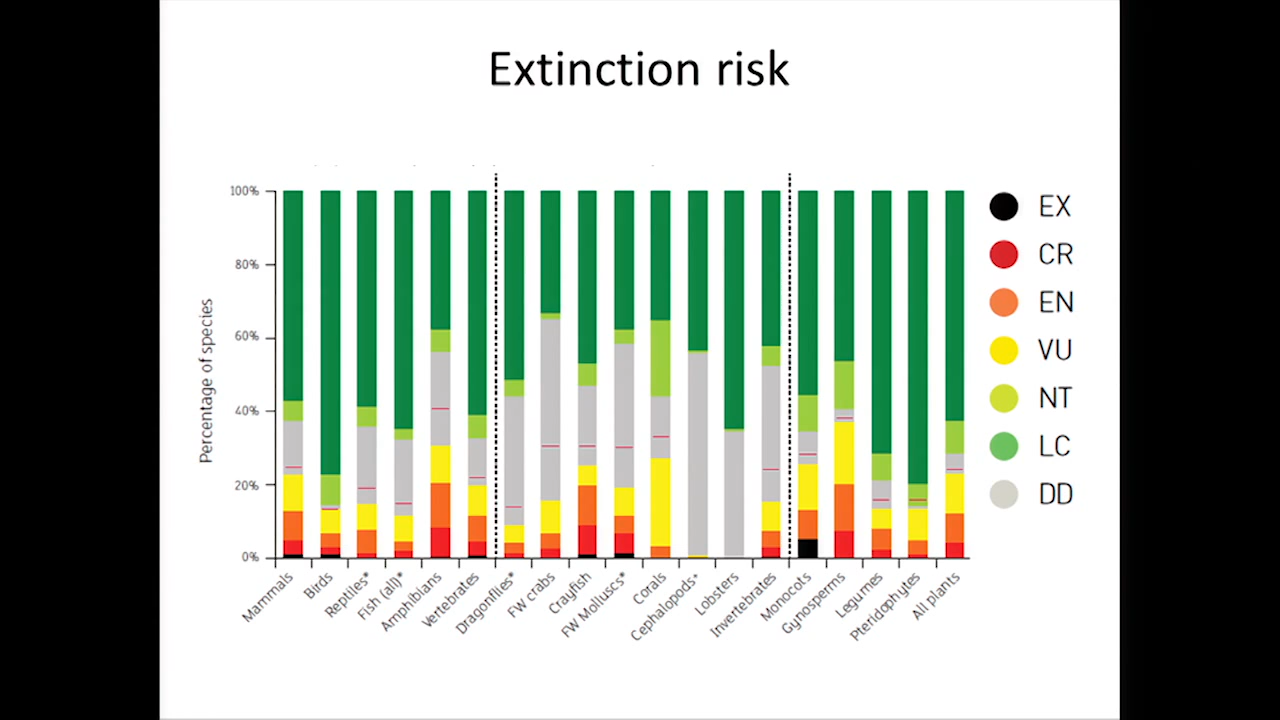 Extinction risk
100%
80%
60%
40%
20%
0%
Percentage of species
Mammals
Birds
Reptiles*
Fish (all)*
Amphibians
Vertebrates
Dragonflies*
FW crabs
Crayfish
FW Molluscs*
Corals
Cephalopods*
Lobsters
Invertebrates
Monocots
Gynosperms
Legumes
Pteridophytes
All plants
EX
CR
EN
VU
NT
LC
DD